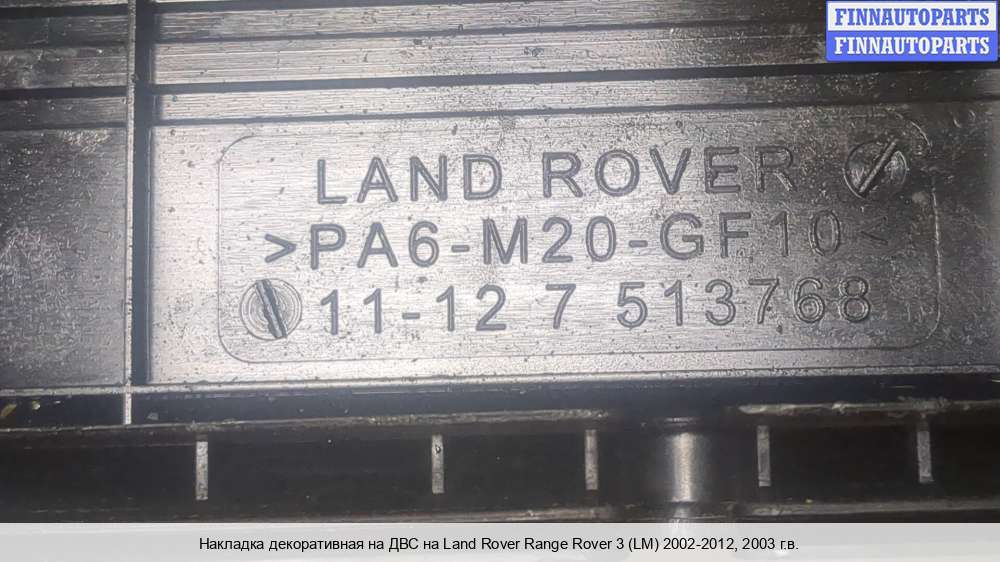 FINNAUTOPARTS
FINNAUTOPARTS
LAND ROVER
>PA6-M20-GF10<
11-12 7 513768
Накладка декоративная на ДВС на Land Rover Range Rover 3 (LM) 2002-2012, 2003 г.в.